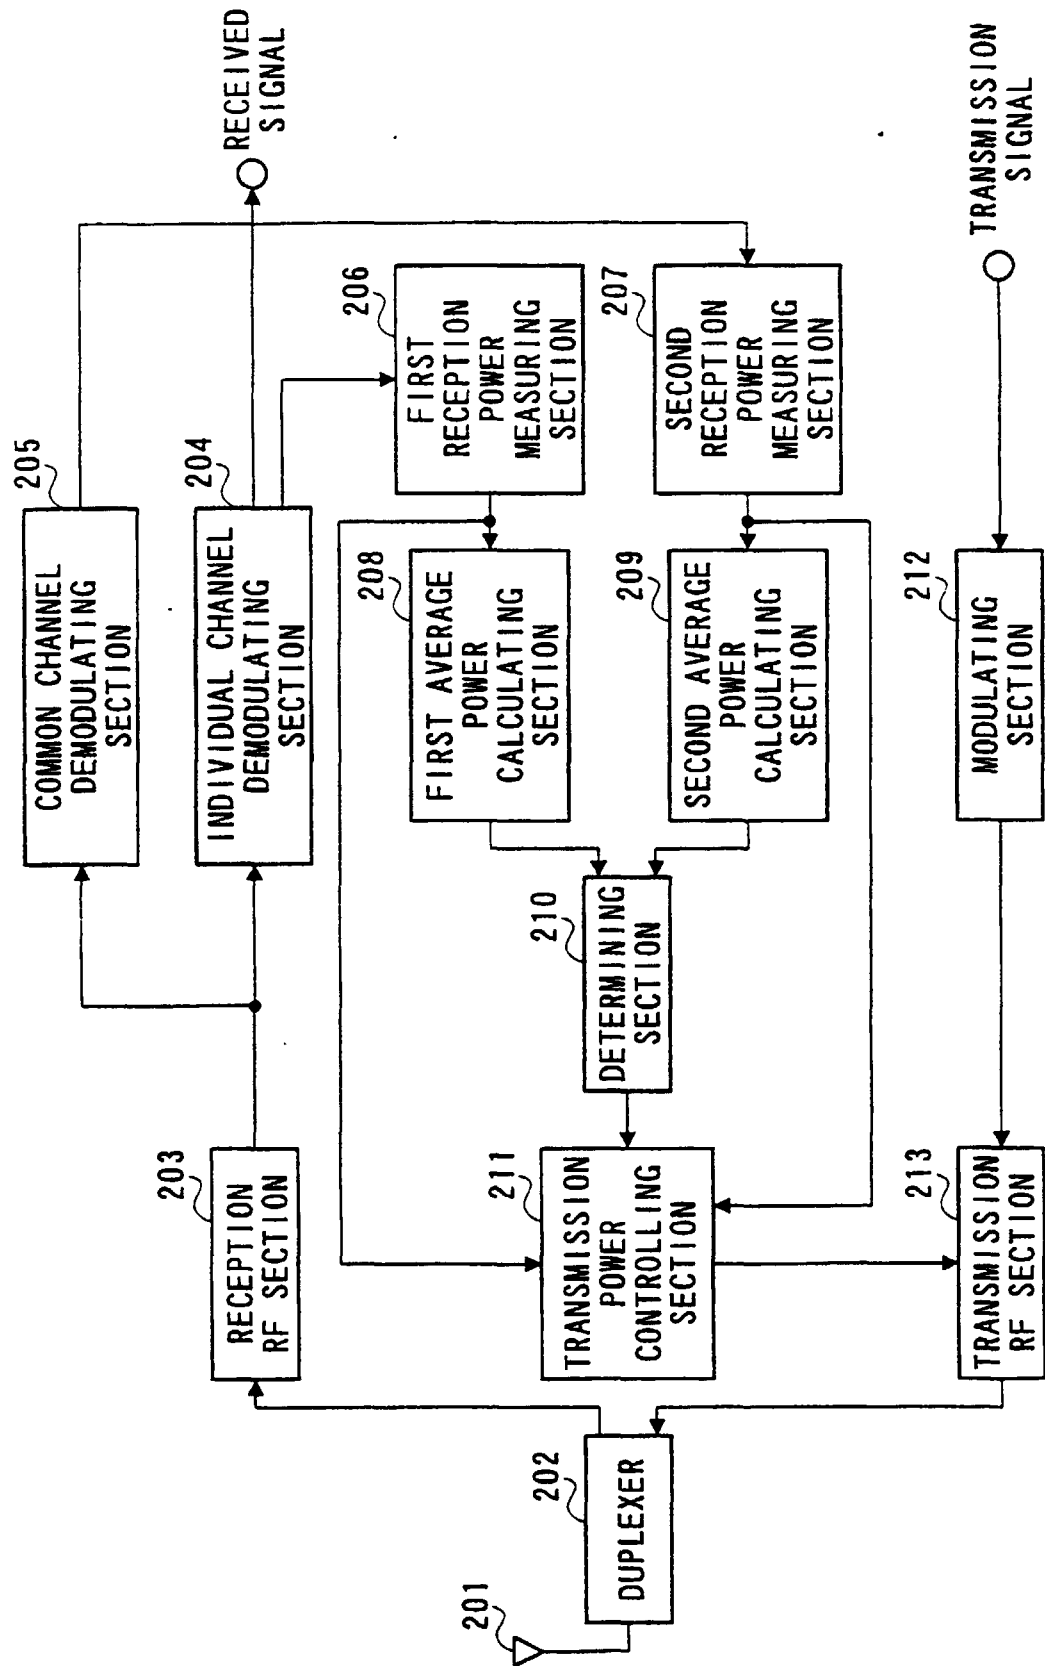 201
202
DUPLEXER
203
RECEPTION
RF SECTION
205
COMMON CHANNEL
DEMODULATING
SECTION
204
INDIVIDUAL CHANNEL
DEMODULATING
SECTION
RECEIVED
SIGNAL
206
FIRST
RECEPTION
POWER
MEASURING
SECTION
207
SECOND
RECEPTION
POWER
MEASURING
SECTION
208
FIRST AVERAGE
POWER
CALCULATING
SECTION
209
SECOND AVERAGE
POWER
CALCULATING
SECTION
210
DETERMINING
SECTION
211
TRANSMISSION
POWER
CONTROLLING
SECTION
212
MODULATING
SECTION
213
TRANSMISSION
RF SECTION
TRANSMISSION
SIGNAL